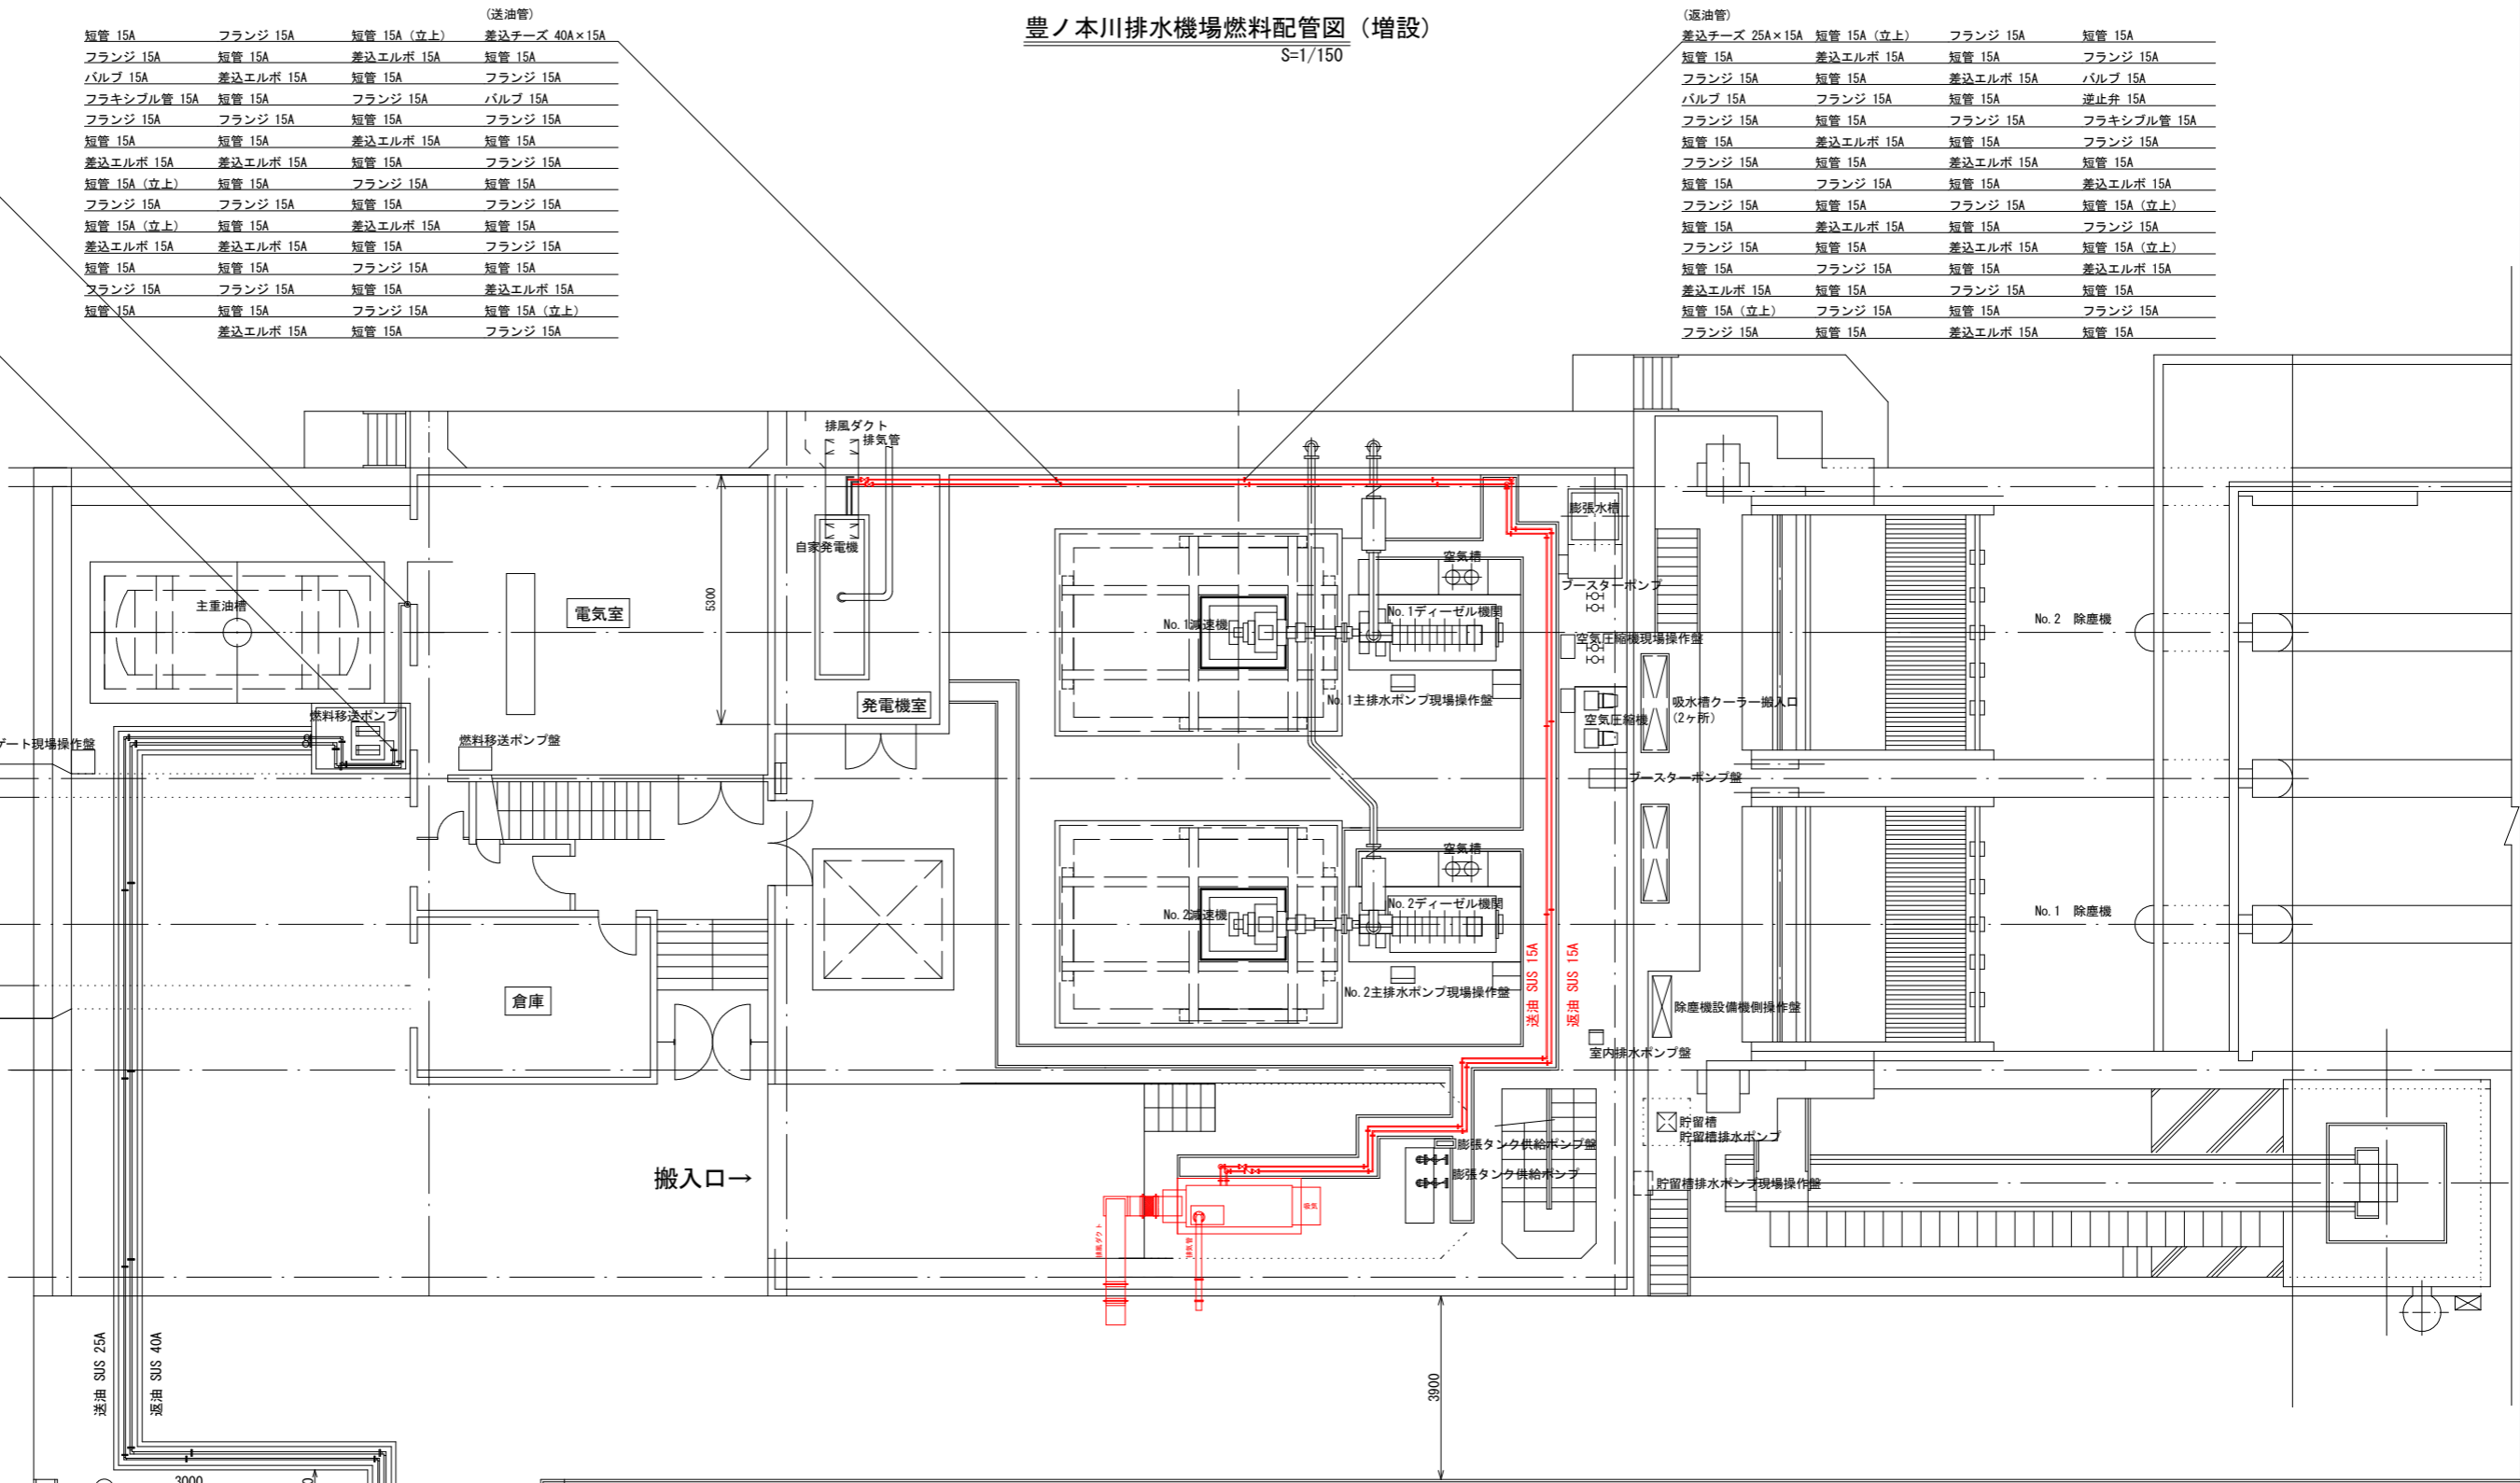 豊ノ本川排水機場燃料配管図（増設）
S=1/150
(送油管)
短管 15A フランジ 15A 短管 15A（立上） 差込チーズ 40A×15A
フランジ 15A 短管 15A 差込エルボ 15A 短管 15A
バルブ 15A 差込エルボ 15A 短管 15A フランジ 15A
フラキシブル管 15A 短管 15A フランジ 15A バルブ 15A
フランジ 15A フランジ 15A 短管 15A フランジ 15A
短管 15A 短管 15A 差込エルボ 15A 短管 15A
差込エルボ 15A 差込エルボ 15A 短管 15A フランジ 15A
短管 15A（立上） 短管 15A フランジ 15A 短管 15A
フランジ 15A フランジ 15A 短管 15A フランジ 15A
短管 15A（立上） 短管 15A 差込エルボ 15A 短管 15A
差込エルボ 15A 差込エルボ 15A 短管 15A フランジ 15A
短管 15A 短管 15A フランジ 15A 短管 15A
フランジ 15A フランジ 15A 短管 15A 差込エルボ 15A
短管 15A 短管 15A フランジ 15A 短管 15A（立上）
差込エルボ 15A 短管 15A フランジ 15A
(返油管)
差込チーズ 25A×15A 短管 15A（立上） フランジ 15A 短管 15A
短管 15A 差込エルボ 15A 短管 15A フランジ 15A
フランジ 15A 短管 15A 差込エルボ 15A バルブ 15A
バルブ 15A フランジ 15A 短管 15A 逆止弁 15A
フランジ 15A 短管 15A フランジ 15A フラキシブル管 15A
短管 15A 差込エルボ 15A 短管 15A フランジ 15A
フランジ 15A 短管 15A 差込エルボ 15A 短管 15A
短管 15A フランジ 15A 短管 15A 差込エルボ 15A
フランジ 15A 短管 15A フランジ 15A 短管 15A（立上）
短管 15A 差込エルボ 15A 短管 15A フランジ 15A
フランジ 15A 短管 15A 差込エルボ 15A 短管 15A（立上）
短管 15A フランジ 15A 短管 15A 差込エルボ 15A
差込エルボ 15A 短管 15A フランジ 15A 短管 15A
短管 15A（立上） フランジ 15A 短管 15A フランジ 15A
フランジ 15A 短管 15A 差込エルボ 15A 短管 15A
排風ダクト
排気管
膨張水槽
自家発電機
空気槽
ブースターポンプ
主重油槽
電気室
5300
No.1減速機
No.1ディーゼル機関
空気圧縮機現場操作盤
No.2 除塵機
発電機室
No.1主排水ポンプ現場操作盤
吸水槽クーラー搬入口
(2ヶ所)
燃料移送ポンプ
空気圧縮機
ゲート現場操作盤
燃料移送ポンプ盤
ブースターポンプ盤
空気槽
No.2減速機
No.2ディーゼル機関
No.1 除塵機
倉庫
No.2主排水ポンプ現場操作盤
送油 SUS 15A
返油 SUS 15A
除塵機設備機側操作盤
室内排水ポンプ盤
貯留槽
貯留槽排水ポンプ
膨張タンク供給ポンプ盤
膨張タンク供給ポンプ
貯留槽排水ポンプ現場操作盤
搬入口→
吸気
排風ダクト
排気管
送油 SUS 25A
返油 SUS 40A
3900
3000